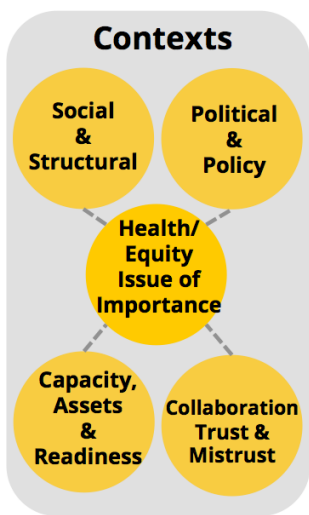 Contexts
Social
&
Structural
Political
&
Policy
Health/
Equity
Issue of
Importance
Capacity,
Assets
&
Readiness
Collaboration
Trust &
Mistrust